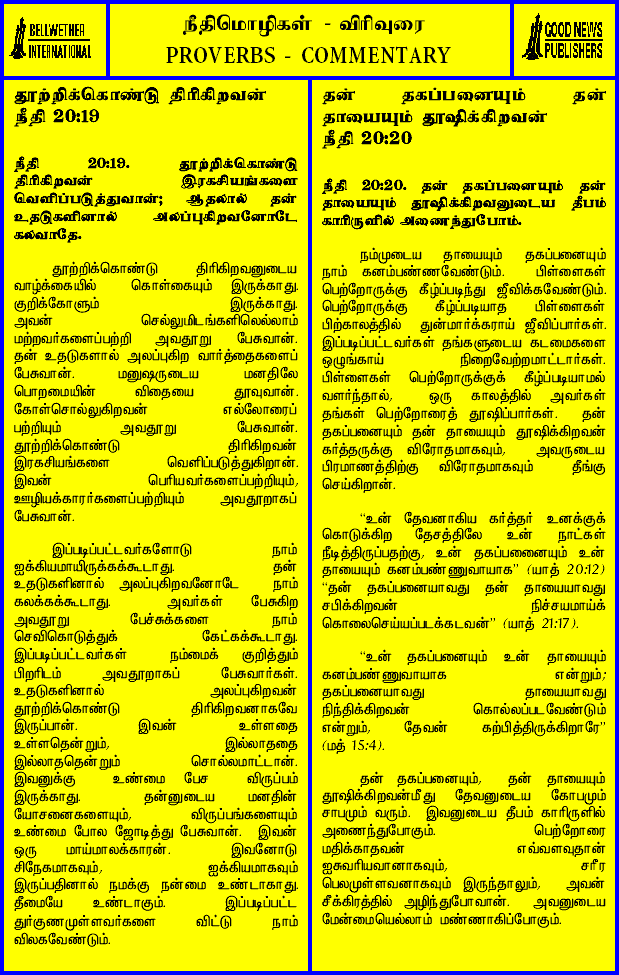 BELLWETHER
INTERNATIONAL
நீதிமொழிகள் - விரிவுரை
PROVERBS - COMMENTARY
GOOD NEWS
PUBLISHERS
தூற்றிக்கொண்டு திரிகிறவன்
நீதி 20:19
நீதி 20:19. தூற்றிக்கொண்டு
திரிகிறவன் இரகசியங்களை
வெளிப்படுத்துவான்; ஆதலால் தன்
உதடுகளினால் அலப்புகிறவனோடே
கலவாதே.
தூற்றிக்கொண்டு திரிகிறவனுடைய
வாழ்க்கையில் கொள்கையும் இருக்காது.
குறிக்கோளும் இருக்காது.
அவன் செல்லுமிடங்களிலெல்லாம்
மற்றவர்களைப்பற்றி அவதூறு பேசுவான்.
தன் உதடுகளால் அலப்புகிற வார்த்தைகளைப்
பேசுவான். மனுஷருடைய மனதிலே
பொறமையின் விதையை தூவுவான்.
கோள்சொல்லுகிறவன் எல்லோரைப்
பற்றியும் அவதூறு பேசுவான்.
தூற்றிக்கொண்டு திரிகிறவன்
இரகசியங்களை வெளிப்படுத்துகிறான்.
இவன் பெரியவர்களைப்பற்றியும்,
ஊழியக்காரர்களைப்பற்றியும் அவதூறாகப்
பேசுவான்.
இப்படிப்பட்டவர்களோடு நாம்
ஐக்கியமாயிருக்கக்கூடாது. தன்
உதடுகளினால் அலப்புகிறவனோடே நாம்
கலக்கக்கூடாது. அவர்கள் பேசுகிற
அவதூறு பேச்சுக்களை நாம்
செவிகொடுத்துக் கேட்கக்கூடாது.
இப்படிப்பட்டவர்கள் நம்மைக் குறித்தும்
பிறரிடம் அவதூறாகப் பேசுவார்கள்.
உதடுகளினால் அலப்புகிறவன்
தூற்றிக்கொண்டு திரிகிறவனாகவே
இருப்பான். இவன் உள்ளதை
உள்ளதென்றும், இல்லாததை
இல்லாததென்றும் சொல்லமாட்டான்.
இவனுக்கு உண்மை பேச விருப்பம்
இருக்காது. தன்னுடைய மனதின்
யோசனைகளையும், விருப்பங்களையும்
உண்மை போல ஜோடித்து பேசுவான். இவன்
ஒரு மாய்மாலக்காரன். இவனோடு
சிநேகமாகவும், ஐக்கியமாகவும்
இருப்பதினால் நமக்கு நன்மை உண்டாகாது.
தீமையே உண்டாகும். இப்படிப்பட்ட
துர்குணமுள்ளவர்களை விட்டு நாம்
விலகவேண்டும்.
தன் தகப்பனையும் தன்
தாயையும் தூஷிக்கிறவன்
நீதி 20:20
நீதி 20:20. தன் தகப்பனையும் தன்
தாயையும் தூஷிக்கிறவனுடைய தீபம்
காரிருளில் அணைந்துபோம்.
நம்முடைய தாயையும் தகப்பனையும்
நாம் கனம்பண்ணவேண்டும். பிள்ளைகள்
பெற்றோருக்கு கீழ்ப்படிந்து ஜீவிக்கவேண்டும்.
பெற்றோருக்கு கீழ்ப்படியாத பிள்ளைகள்
பிற்காலத்தில் துன்மார்க்கராய் ஜீவிப்பார்கள்.
இப்படிப்பட்டவர்கள் தங்களுடைய கடமைகளை
ஒழுங்காய் நிறைவேற்றமாட்டார்கள்.
பிள்ளைகள் பெற்றோருக்குக் கீழ்ப்படியாமல்
வளர்ந்தால், ஒரு காலத்தில் அவர்கள்
தங்கள் பெற்றோரைத் தூஷிப்பார்கள். தன்
தகப்பனையும் தன் தாயையும் தூஷிக்கிறவன்
கர்த்தருக்கு விரோதமாகவும், அவருடைய
பிரமாணத்திற்கு விரோதமாகவும் தீங்கு
செய்கிறான்.
“உன் தேவனாகிய கர்த்தர் உனக்குக்
கொடுக்கிற தேசத்திலே உன் நாட்கள்
நீடித்திருப்பதற்கு, உன் தகப்பனையும் உன்
தாயையும் கனம்பண்ணுவாயாக” (யாத் 20:12)
“தன் தகப்பனையாவது தன் தாயையாவது
சபிக்கிறவன் நிச்சயமாய்க்
கொலைசெய்யப்படக்கடவன்” (யாத் 21:17).
“உன் தகப்பனையும் உன் தாயையும்
கனம்பண்ணுவாயாக என்றும்;
தகப்பனையாவது தாயையாவது
நிந்திக்கிறவன் கொல்லப்படவேண்டும்
என்றும், தேவன் கற்பித்திருக்கிறாரே”
(மத் 15:4).
தன் தகப்பனையும், தன் தாயையும்
தூஷிக்கிறவன்மீது தேவனுடைய கோபமும்
சாபமும் வரும். இவனுடைய தீபம் காரிருளில்
அணைந்துபோகும். பெற்றோரை
மதிக்காதவன் எவ்வளவுதான்
ஐசுவரியவானாகவும், சரீர
பெலமுள்ளவனாகவும் இருந்தாலும், அவன்
சீக்கிரத்தில் அழிந்துபோவான். அவனுடைய
மேன்மையெல்லாம் மண்ணாகிப்போகும்.